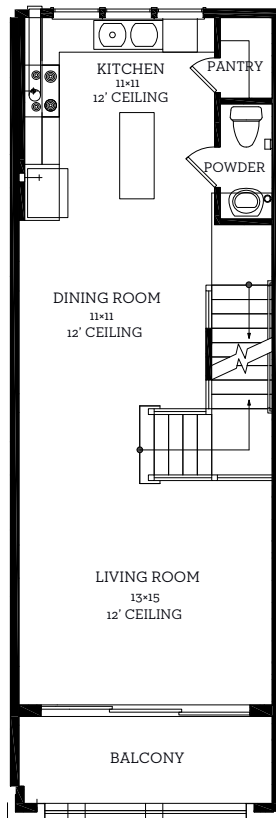 KITCHEN
11×11
12' CEILING
PANTRY
POWDER
DINING ROOM
11×11
12' CEILING
LIVING ROOM
13×15
12' CEILING
BALCONY